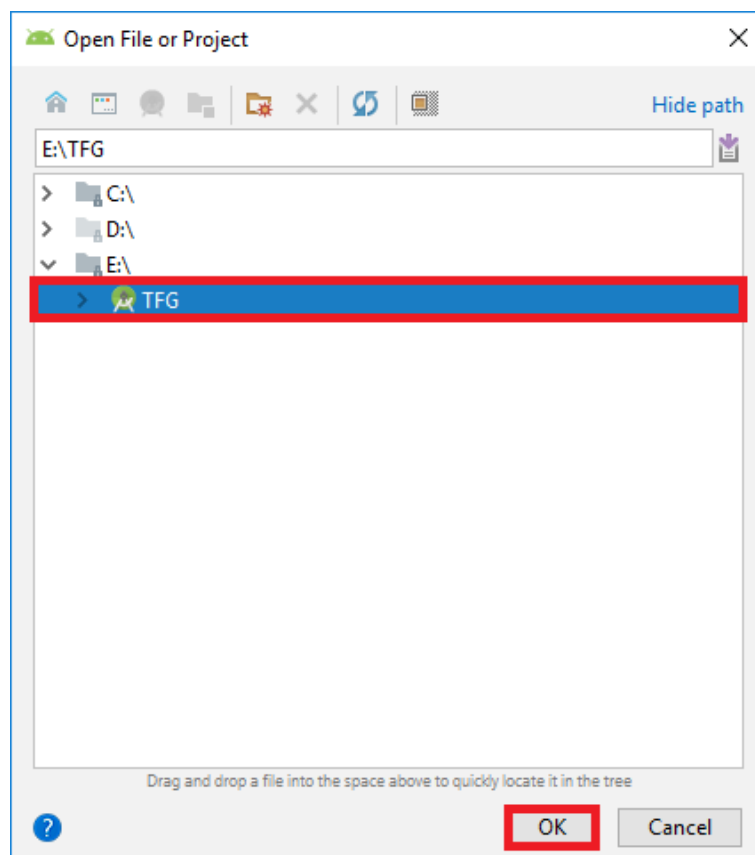 Open File or Project
Hide path
E:\TFG
C:\
D:\
E:\
TFG
Drag and drop a file into the space above to quickly locate it in the tree
?
OK Cancel